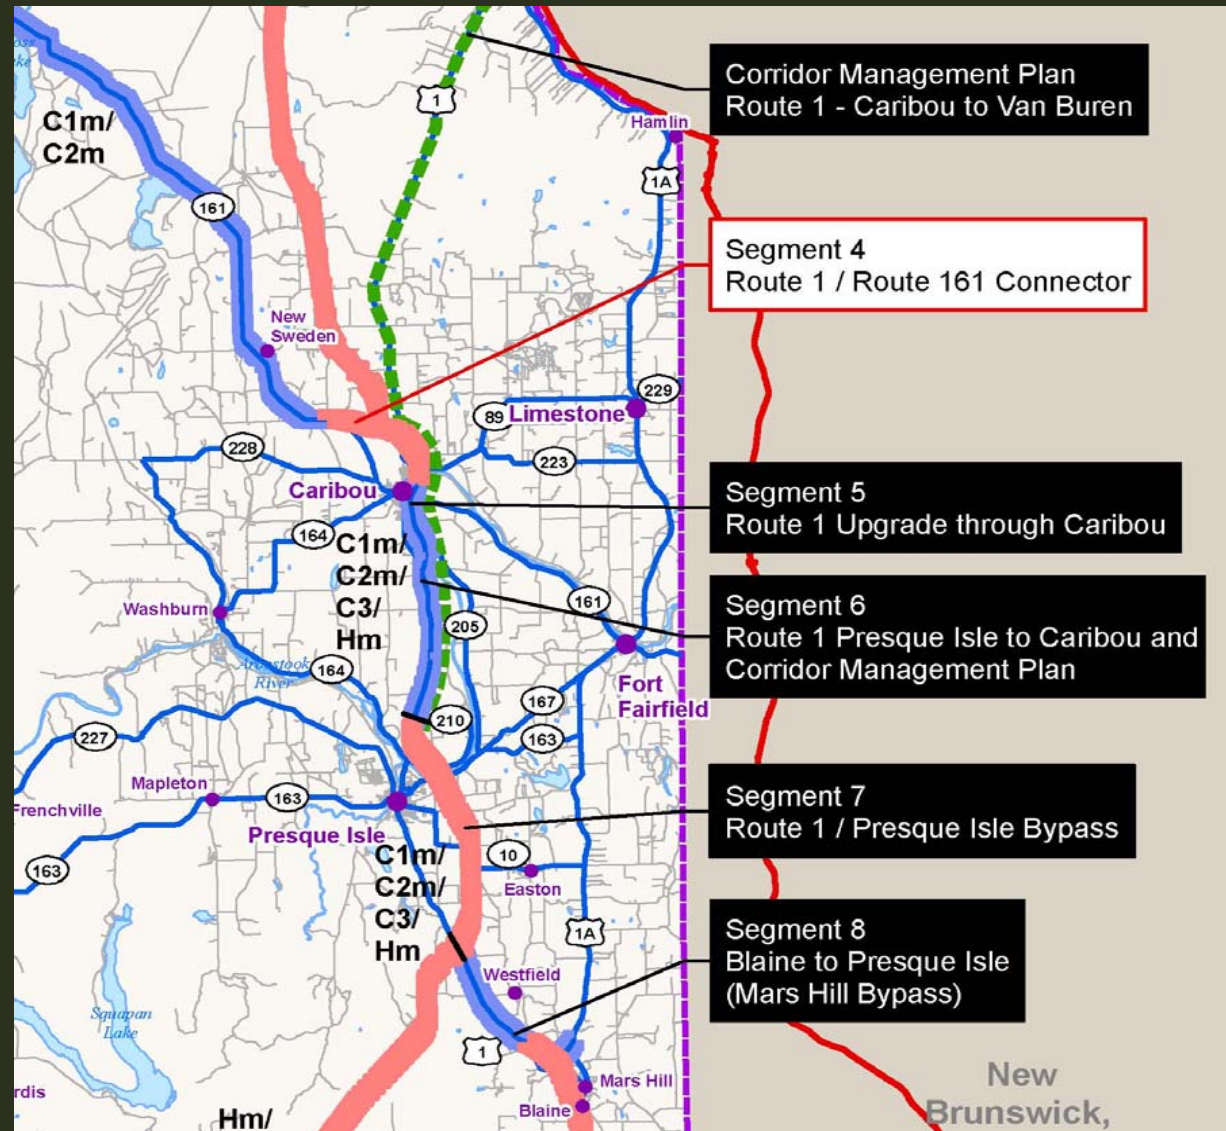 Corridor Management Plan
Route 1 - Caribou to Van Buren
1
Hamlin
C1m/
C2m
1A
161
Segment 4
Route 1 / Route 161 Connector
New
Sweden
229
89
Limestone
228
223
Caribou
Segment 5
Route 1 Upgrade through Caribou
164
C1m/
C2m/
C3/
Hm
161
Segment 6
Route 1 Presque Isle to Caribou and
Corridor Management Plan
Washburn
205
Aroostook
River
164
Fort
Fairfield
167
210
227
163
Mapleton
163
Frenchville
Presque Isle
Segment 7
Route 1 / Presque Isle Bypass
C1m/
C2m/
C3/
Hm
10
Easton
163
1A
Segment 8
Blaine to Presque Isle
(Mars Hill Bypass)
Westfield
Squapan
Lake
1
New
Brunswick,
Mars Hill
Blaine
rdis
Hm/